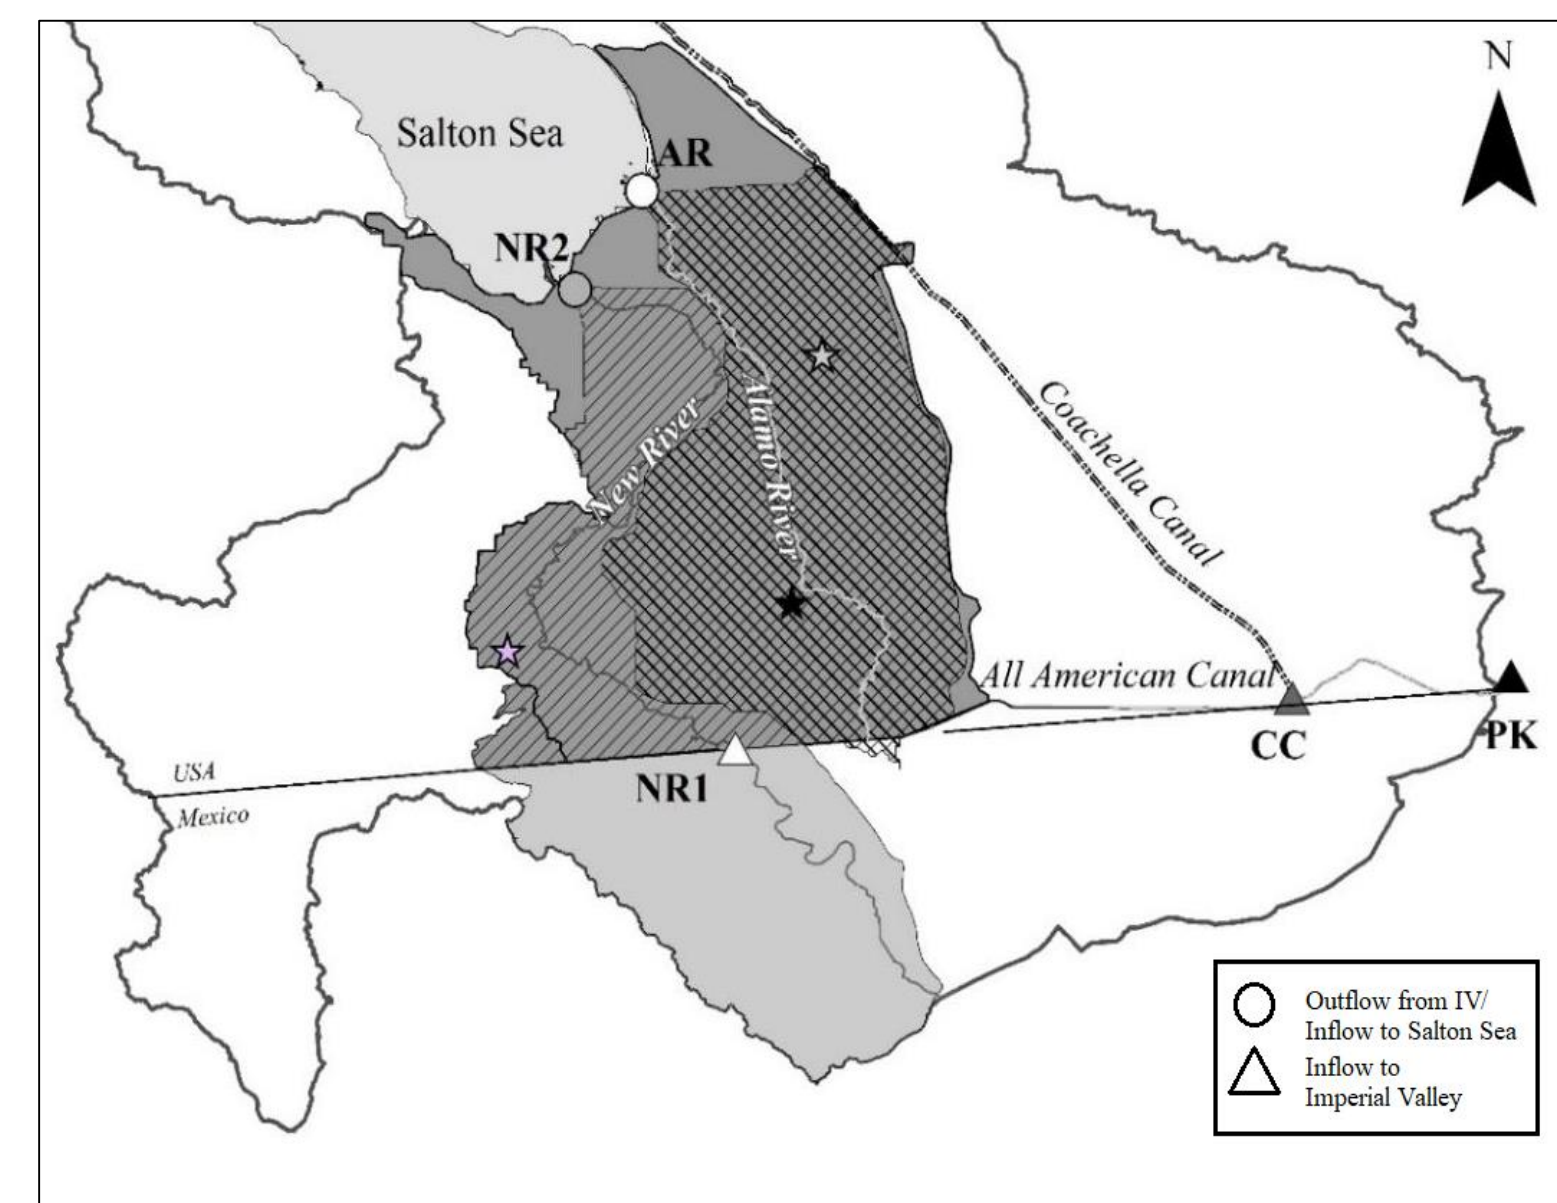 N
Salton Sea
AR
NR2
Alamo River
New River
Coachella Canal
All American Canal
CC
PK
NR1
USA
Mexico
Outflow from IV/
Inflow to Salton Sea
Inflow to
Imperial Valley